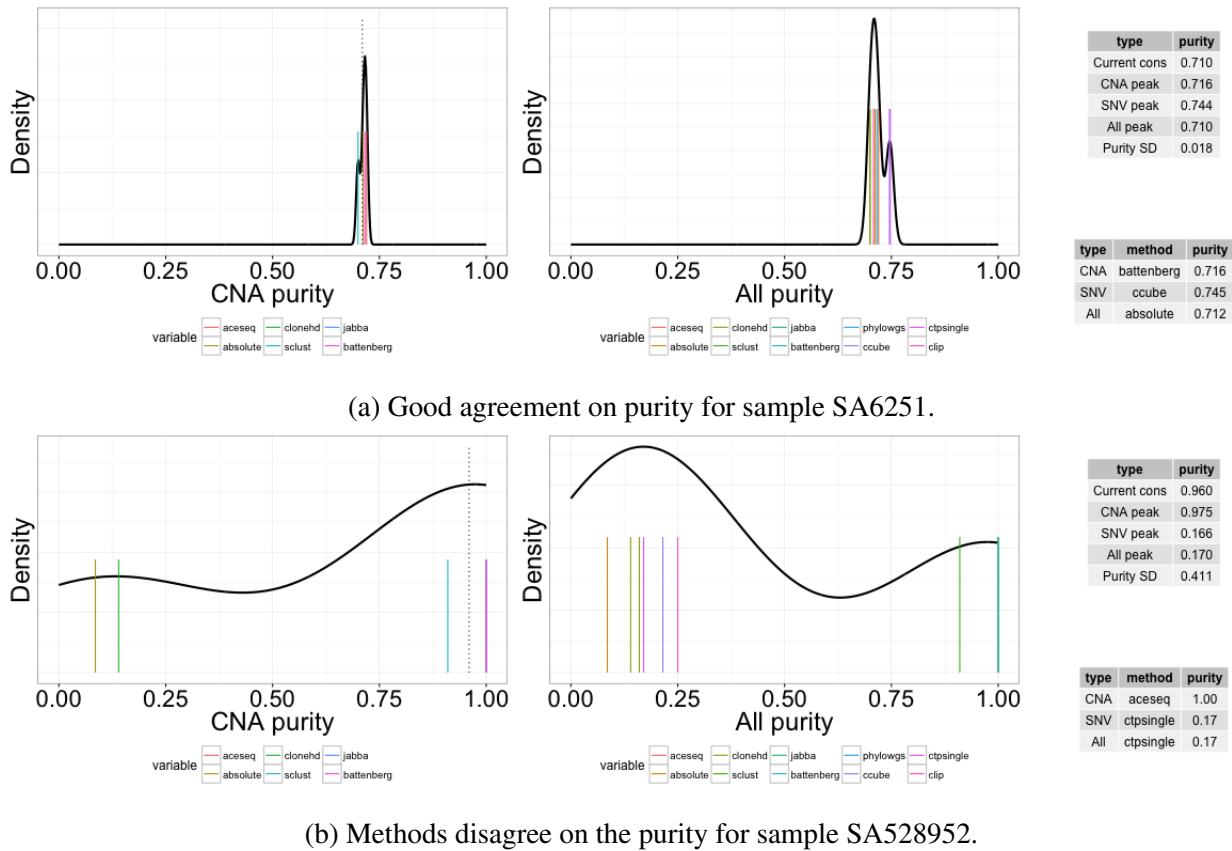 Density
0.00 0.25 0.50 0.75 1.00
CNA purity
variable aceseq clonehd jabba
absolute sclust battenberg
Density
0.00 0.25 0.50 0.75 1.00
All purity
variable aceseq clonehd jabba phylowgs ctpsingle
absolute sclust battenberg ccube clip
type purity
Current cons 0.710
CNA peak 0.716
SNV peak 0.744
All peak 0.710
Purity SD 0.018
type method purity
CNA battenberg 0.716
SNV ccube 0.745
All absolute 0.712
(a) Good agreement on purity for sample SA6251.
Density
0.00 0.25 0.50 0.75 1.00
CNA purity
variable aceseq clonehd jabba
absolute sclust battenberg
Density
0.00 0.25 0.50 0.75 1.00
All purity
variable aceseq clonehd jabba phylowgs ctpsingle
absolute sclust battenberg ccube clip
type purity
Current cons 0.960
CNA peak 0.975
SNV peak 0.166
All peak 0.170
Purity SD 0.411
type method purity
CNA aceseq 1.00
SNV ctpsingle 0.17
All ctpsingle 0.17
(b) Methods disagree on the purity for sample SA528952.